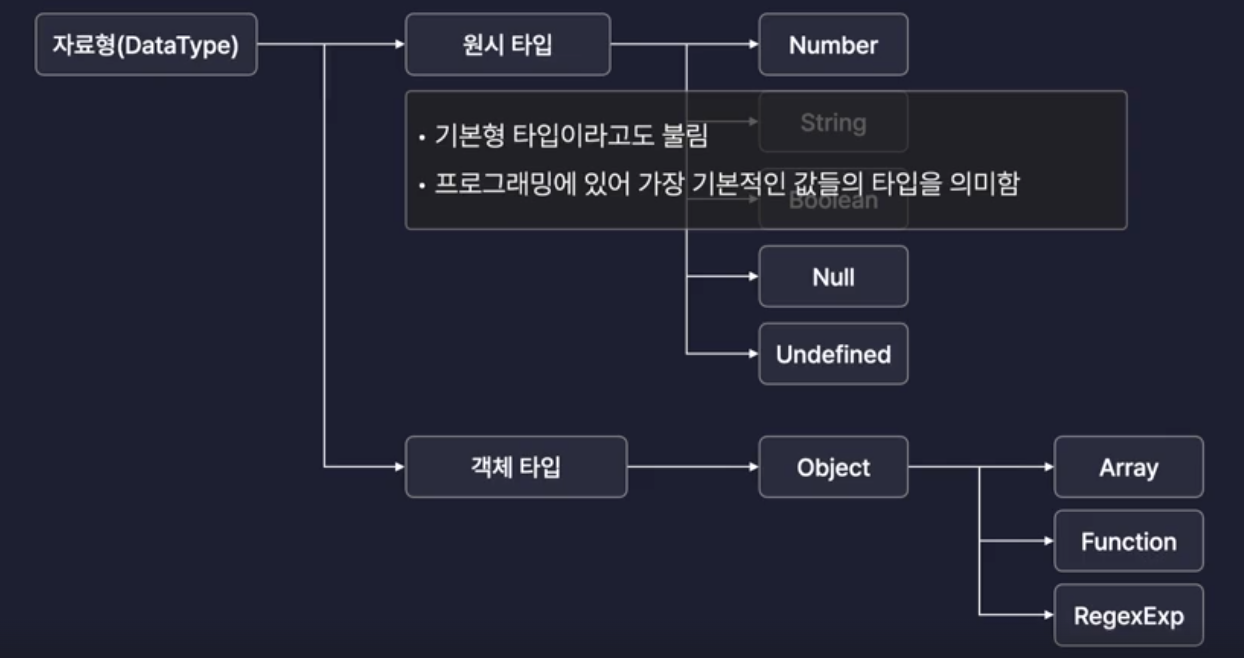 자료형(DataType)
원시 타입
Number
String
• 기본형 타입이라고도 불림
• 프로그래밍에 있어 가장 기본적인 값들의 타입을 의미함
Boolean
Null
Undefined
객체 타입
Object
Array
Function
RegexExp